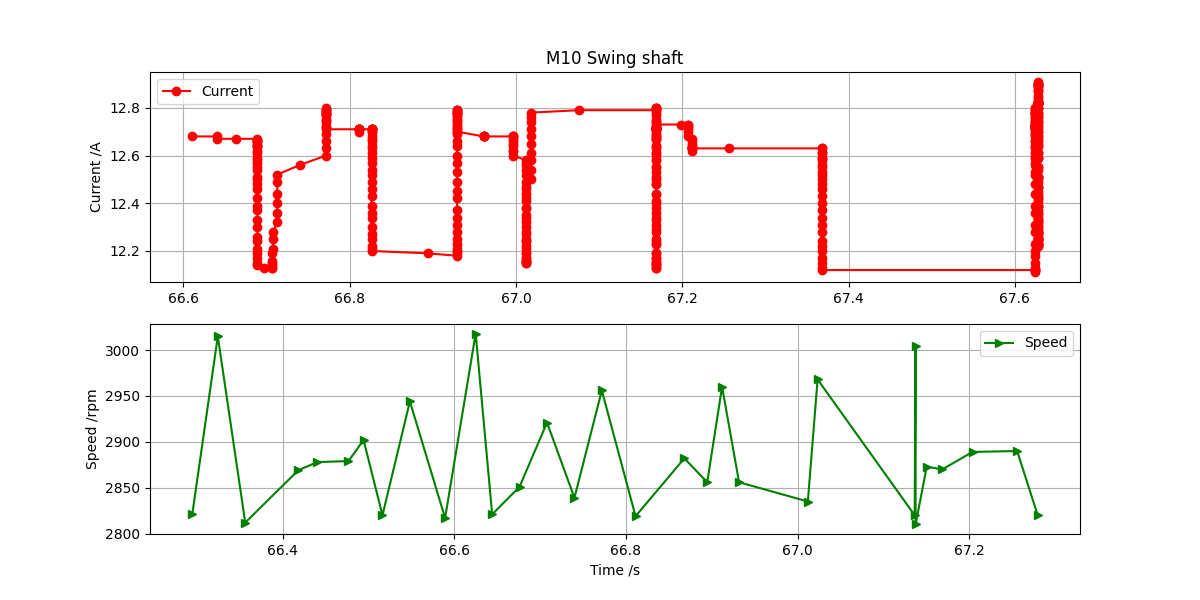 M10 Swing shaft
Current
Current /A
12.8
12.6
12.4
12.2
66.6 66.8 67.0 67.2 67.4 67.6
Speed
Speed /rpm
3000
2950
2900
2850
2800
66.4 66.6 66.8 67.0 67.2
Time /s